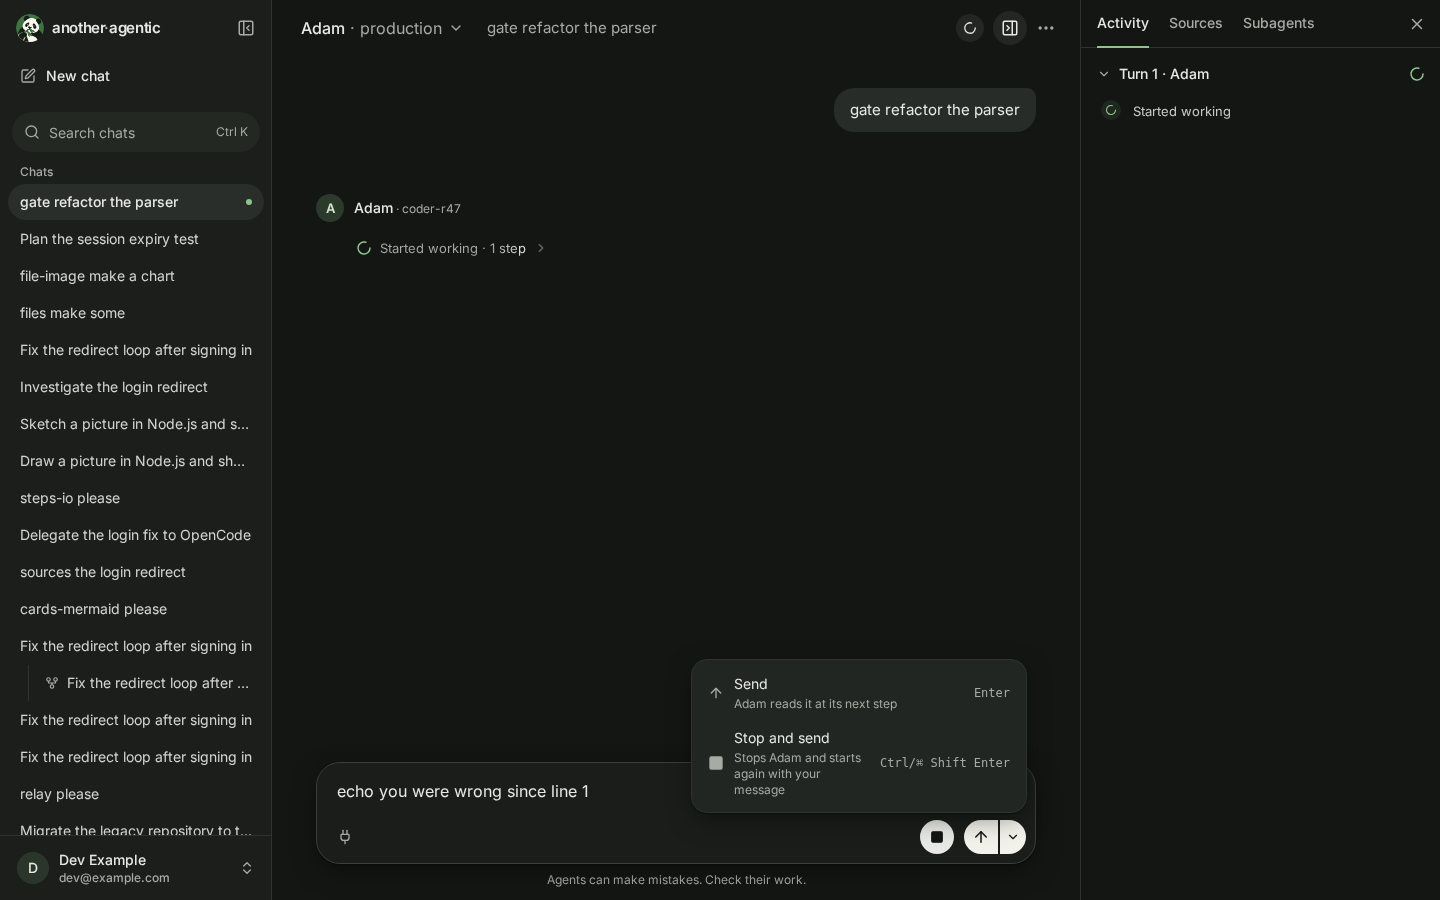 another·agentic
New chat
Search chats Ctrl K
Chats
gate refactor the parser
Plan the session expiry test
file-image make a chart
files make some
Fix the redirect loop after signing in
Investigate the login redirect
Sketch a picture in Node.js and s...
Draw a picture in Node.js and sh...
steps-io please
Delegate the login fix to OpenCode
sources the login redirect
cards-mermaid please
Fix the redirect loop after signing in
Fix the redirect loop after ...
Fix the redirect loop after signing in
Fix the redirect loop after signing in
relay please
Migrate the legacy repository to t...
D
Dev Example
dev@example.com
Adam · production gate refactor the parser
gate refactor the parser
A Adam · coder-r47
Started working · 1 step
Send
Adam reads it at its next step
Enter
Stop and send
Stops Adam and starts
again with your
message
Ctrl/⌘ Shift Enter
echo you were wrong since line 1
Agents can make mistakes. Check their work.
Activity Sources Subagents
Turn 1 · Adam
Started working